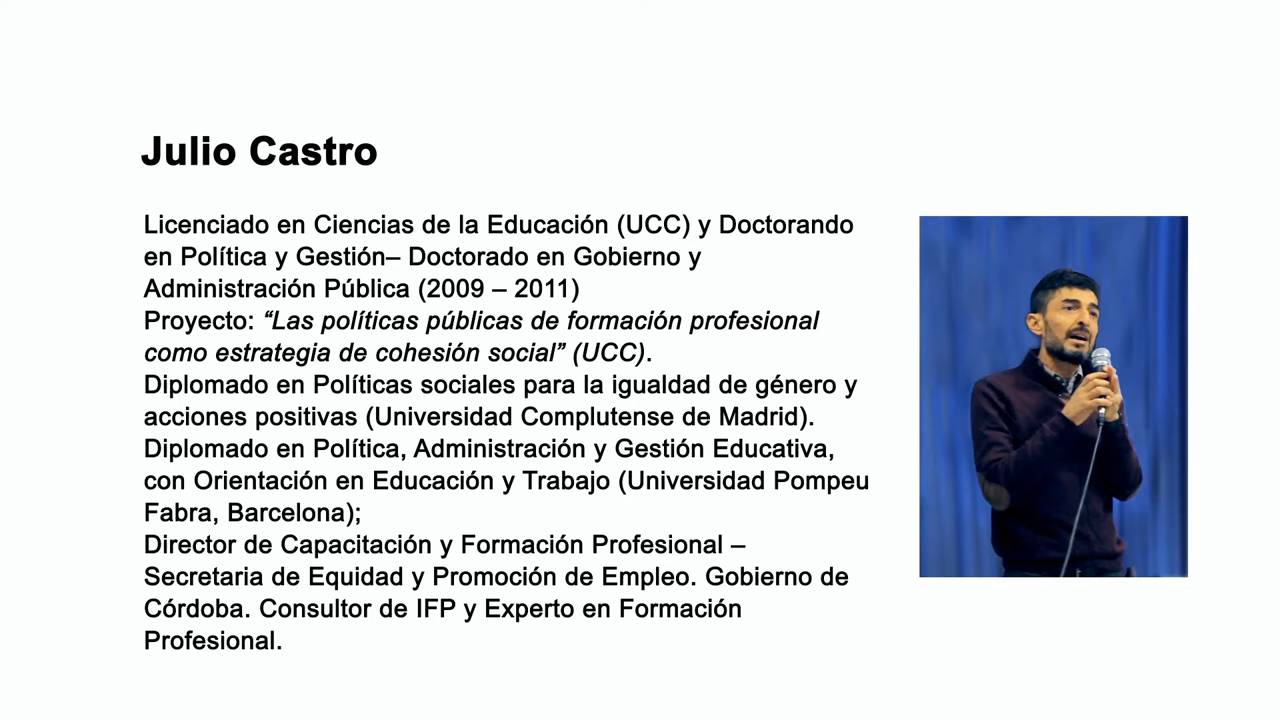 Julio Castro
Licenciado en Ciencias de la Educación (UCC) y Doctorando
en Política y Gestión– Doctorado en Gobierno y
Administración Pública (2009 – 2011)
Proyecto: “Las políticas públicas de formación profesional
como estrategia de cohesión social” (UCC).
Diplomado en Políticas sociales para la igualdad de género y
acciones positivas (Universidad Complutense de Madrid).
Diplomado en Política, Administración y Gestión Educativa,
con Orientación en Educación y Trabajo (Universidad Pompeu
Fabra, Barcelona);
Director de Capacitación y Formación Profesional –
Secretaria de Equidad y Promoción de Empleo. Gobierno de
Córdoba. Consultor de IFP y Experto en Formación
Profesional.